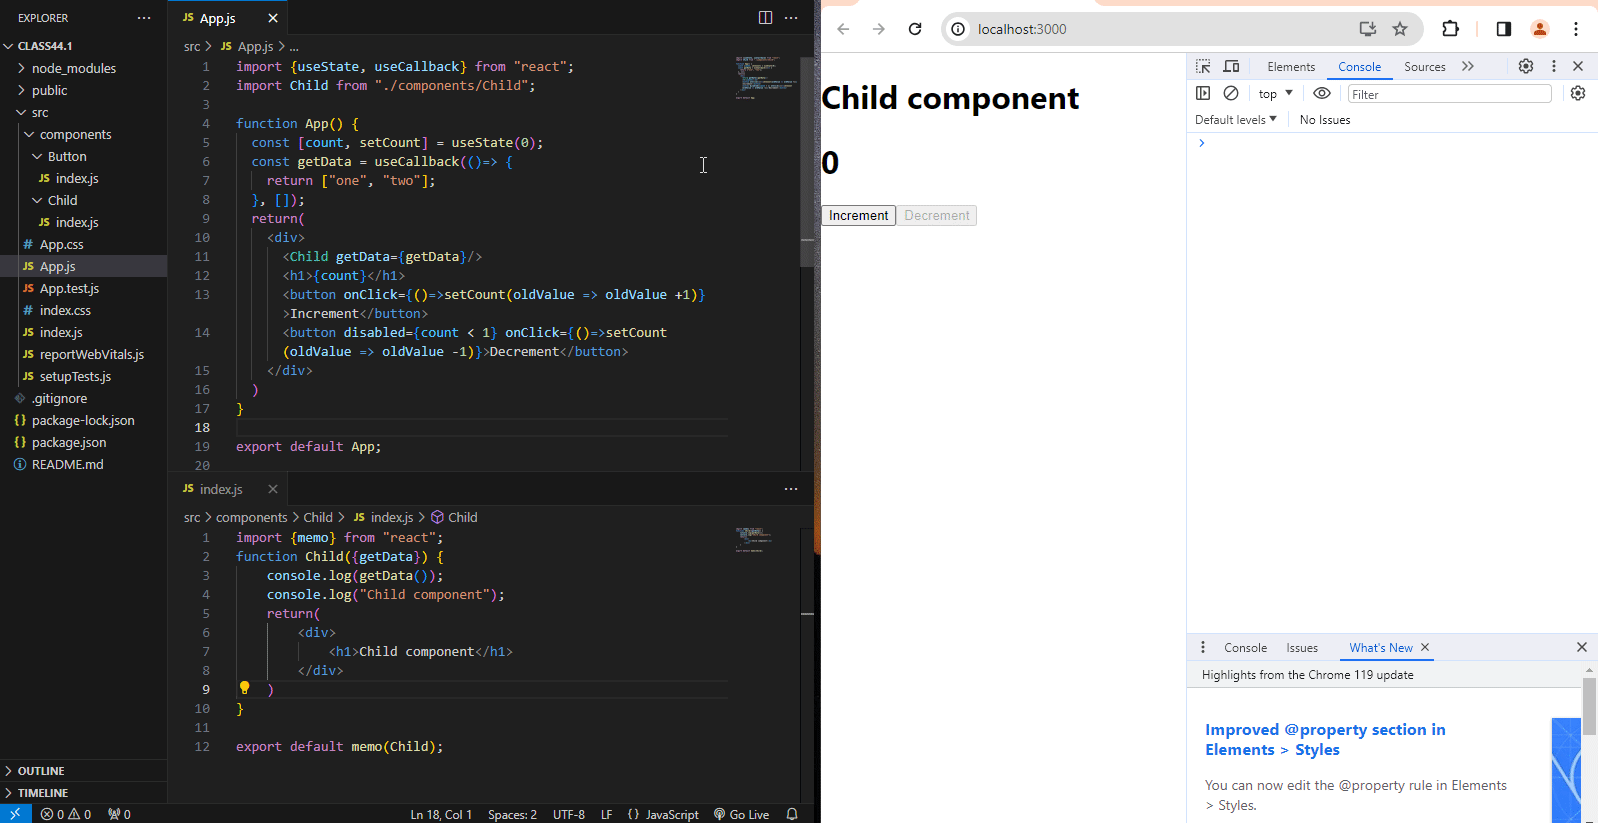 EXPLORER
CLASS44.1
node_modules
public
src
components
Button
JS index.js
Child
JS index.js
# App.css
JS App.js
JS App.test.js
# index.css
JS index.js
JS reportWebVitals.js
JS setupTests.js
.gitignore
{} package-lock.json
{} package.json
README.md
OUTLINE
TIMELINE
JS App.js
src > JS App.js > ...
1 import {useState, useCallback} from "react";
2 import Child from "./components/Child";
3
4 function App() {
5 const [count, setCount] = useState(0);
6 const getData = useCallback(()=> {
7 return ["one", "two"];
8 }, []);
9 return(
10 <div>
11 <Child getData={getData}/>
12 <h1>{count}</h1>
13 <button onClick={()=>setCount(oldValue => oldValue +1)}
>Increment</button>
14 <button disabled={count < 1} onClick={()=>setCount
(oldValue => oldValue -1)}>Decrement</button>
15 </div>
16 )
17 }
18
19 export default App;
20
JS index.js
src > components > Child > JS index.js > Child
1 import {memo} from "react";
2 function Child({getData}) {
3 console.log(getData());
4 console.log("Child component");
5 return(
6 <div>
7 <h1>Child component</h1>
8 </div>
9 )
10 }
11
12 export default memo(Child);
0 0 0 Ln 18, Col 1 Spaces: 2 UTF-8 LF {} JavaScript Go Live
localhost:3000
Child component
0
Increment Decrement
Elements Console Sources
top Filter
Default levels No Issues
Console Issues What's New
Highlights from the Chrome 119 update
Improved @property section in
Elements > Styles
You can now edit the @property rule in Elements
> Styles.